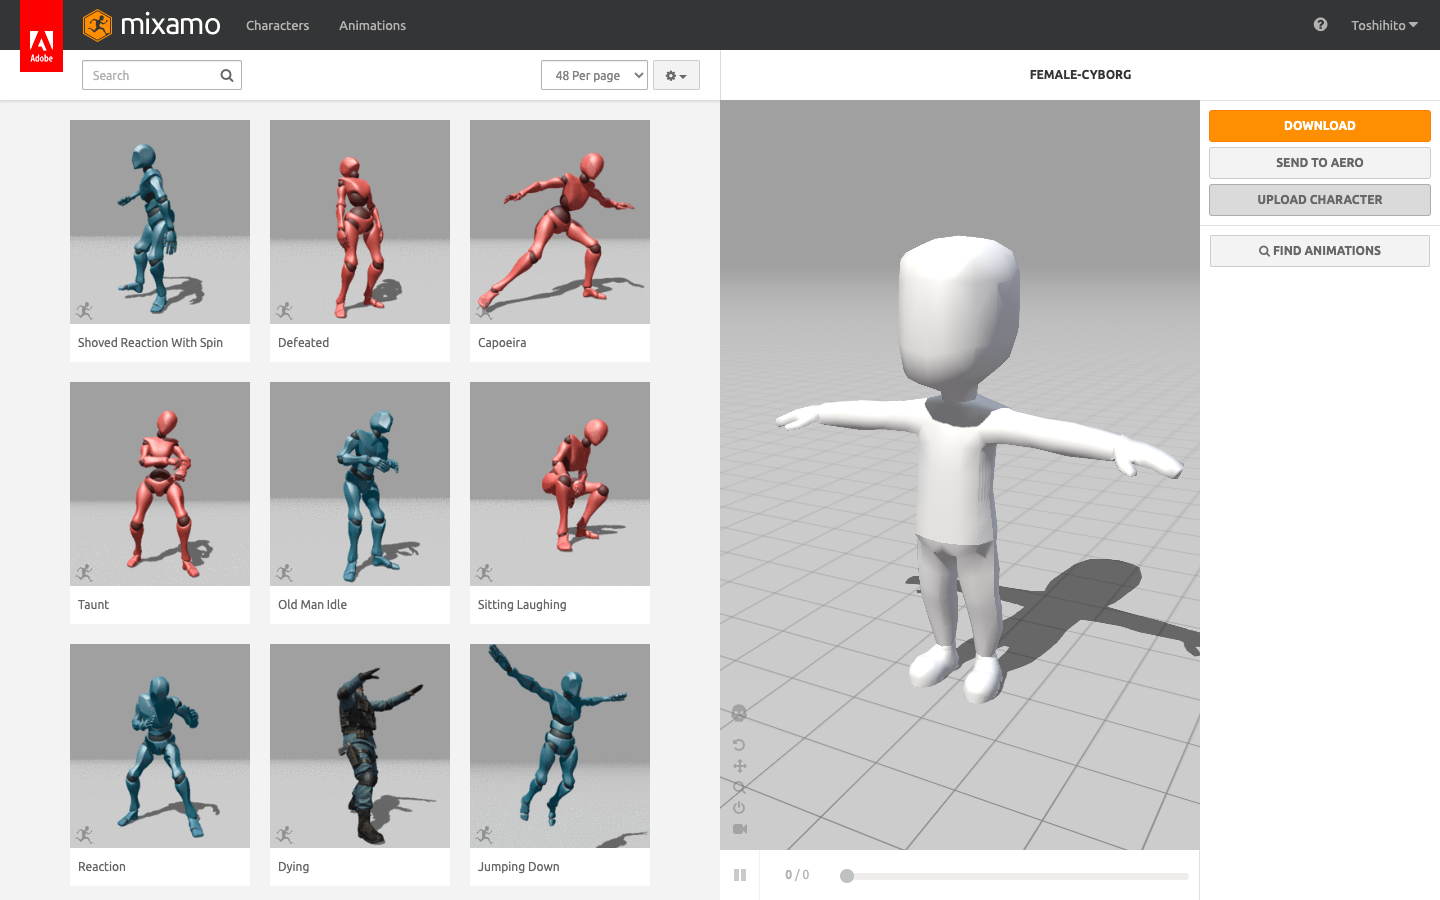 Adobe
mixamo
Characters
Animations
Toshihito
Search
48 Per page
FEMALE-CYBORG
DOWNLOAD
SEND TO AERO
UPLOAD CHARACTER
FIND ANIMATIONS
Shoved Reaction With Spin
Defeated
Capoeira
Taunt
Old Man Idle
Sitting Laughing
Reaction
Dying
Jumping Down
0 / 0